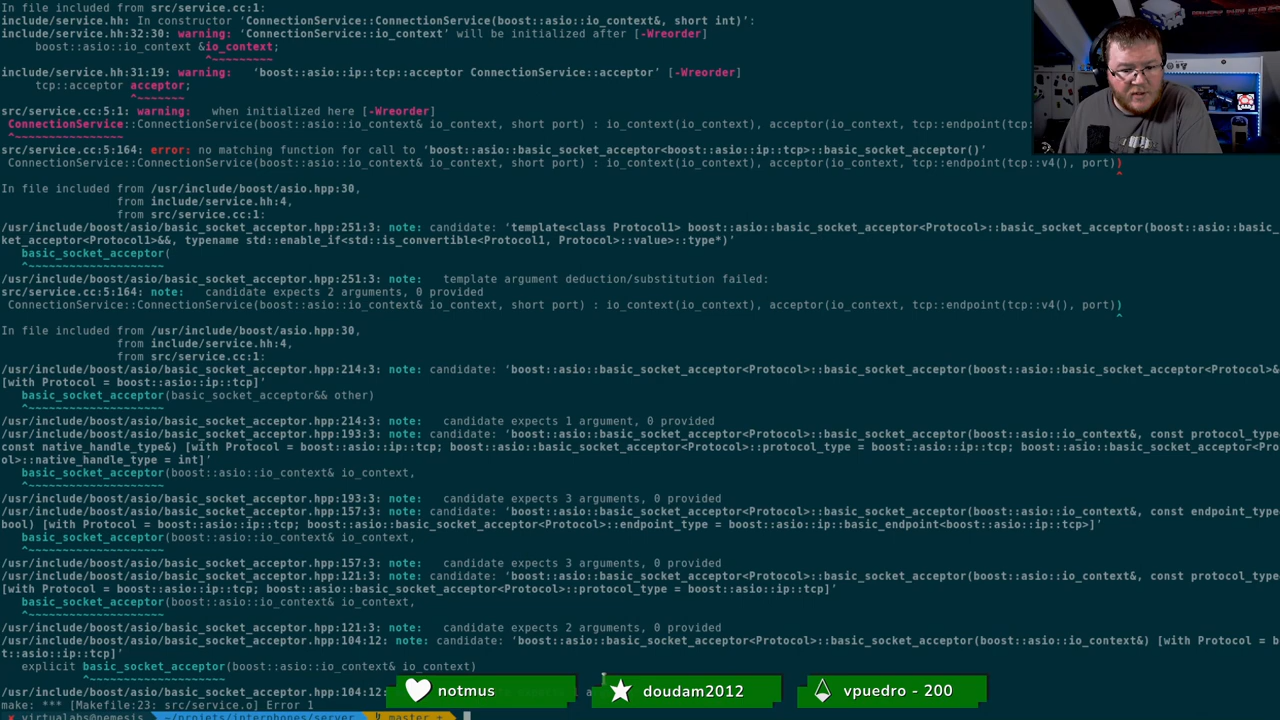 In file included from src/service.cc:1:
include/service.hh: In constructor ‘ConnectionService::ConnectionService(boost::asio::io_context&, short int)’:
include/service.hh:32:30: warning: ‘ConnectionService::io_context’ will be initialized after [-Wreorder]
boost::asio::io_context &io_context;
^~~~~~~~~~
include/service.hh:31:19: warning:   ‘boost::asio::ip::tcp::acceptor ConnectionService::acceptor’ [-Wreorder]
tcp::acceptor acceptor;
^~~~~~~~
src/service.cc:5:1: warning:   when initialized here [-Wreorder]
ConnectionService::ConnectionService(boost::asio::io_context& io_context, short port) : io_context(io_context), acceptor(io_context, tcp::endpoint(tcp:
^~~~~~~~~~~~~~~~~
src/service.cc:5:164: error: no matching function for call to ‘boost::asio::basic_socket_acceptor<boost::asio::ip::tcp>::basic_socket_acceptor()’
ConnectionService::ConnectionService(boost::asio::io_context& io_context, short port) : io_context(io_context), acceptor(io_context, tcp::endpoint(tcp::v4(), port))
^
In file included from /usr/include/boost/asio.hpp:30,
from include/service.hh:4,
from src/service.cc:1:
/usr/include/boost/asio/basic_socket_acceptor.hpp:251:3: note: candidate: ‘template<class Protocol1> boost::asio::basic_socket_acceptor<Protocol>::basic_socket_acceptor(boost::asio::basic_
ket_acceptor<Protocol1>&&, typename std::enable_if<std::is_convertible<Protocol1, Protocol>::value>::type*)’
basic_socket_acceptor(
^~~~~~~~~~~~~~~~~~~~~
/usr/include/boost/asio/basic_socket_acceptor.hpp:251:3: note:   template argument deduction/substitution failed:
src/service.cc:5:164: note:   candidate expects 2 arguments, 0 provided
ConnectionService::ConnectionService(boost::asio::io_context& io_context, short port) : io_context(io_context), acceptor(io_context, tcp::endpoint(tcp::v4(), port))
^
In file included from /usr/include/boost/asio.hpp:30,
from include/service.hh:4,
from src/service.cc:1:
/usr/include/boost/asio/basic_socket_acceptor.hpp:214:3: note: candidate: ‘boost::asio::basic_socket_acceptor<Protocol>::basic_socket_acceptor(boost::asio::basic_socket_acceptor<Protocol>&
[with Protocol = boost::asio::ip::tcp]’
basic_socket_acceptor(basic_socket_acceptor&& other)
^~~~~~~~~~~~~~~~~~~~~
/usr/include/boost/asio/basic_socket_acceptor.hpp:214:3: note:   candidate expects 1 argument, 0 provided
/usr/include/boost/asio/basic_socket_acceptor.hpp:193:3: note: candidate: ‘boost::asio::basic_socket_acceptor<Protocol>::basic_socket_acceptor(boost::asio::io_context&, const protocol_type
const native_handle_type&) [with Protocol = boost::asio::ip::tcp; boost::asio::basic_socket_acceptor<Protocol>::protocol_type = boost::asio::ip::tcp; boost::asio::basic_socket_acceptor<Pro
ol>::native_handle_type = int]’
basic_socket_acceptor(boost::asio::io_context& io_context,
^~~~~~~~~~~~~~~~~~~~~
/usr/include/boost/asio/basic_socket_acceptor.hpp:193:3: note:   candidate expects 3 arguments, 0 provided
/usr/include/boost/asio/basic_socket_acceptor.hpp:157:3: note: candidate: ‘boost::asio::basic_socket_acceptor<Protocol>::basic_socket_acceptor(boost::asio::io_context&, const endpoint_type
bool) [with Protocol = boost::asio::ip::tcp; boost::asio::basic_socket_acceptor<Protocol>::endpoint_type = boost::asio::ip::basic_endpoint<boost::asio::ip::tcp>]’
basic_socket_acceptor(boost::asio::io_context& io_context,
^~~~~~~~~~~~~~~~~~~~~
/usr/include/boost/asio/basic_socket_acceptor.hpp:157:3: note:   candidate expects 3 arguments, 0 provided
/usr/include/boost/asio/basic_socket_acceptor.hpp:121:3: note: candidate: ‘boost::asio::basic_socket_acceptor<Protocol>::basic_socket_acceptor(boost::asio::io_context&, const protocol_type
[with Protocol = boost::asio::ip::tcp; boost::asio::basic_socket_acceptor<Protocol>::protocol_type = boost::asio::ip::tcp]’
basic_socket_acceptor(boost::asio::io_context& io_context,
^~~~~~~~~~~~~~~~~~~~~
/usr/include/boost/asio/basic_socket_acceptor.hpp:121:3: note:   candidate expects 2 arguments, 0 provided
/usr/include/boost/asio/basic_socket_acceptor.hpp:104:12: note: candidate: ‘boost::asio::basic_socket_acceptor<Protocol>::basic_socket_acceptor(boost::asio::io_context&) [with Protocol = b
t::asio::ip::tcp]’
explicit basic_socket_acceptor(boost::asio::io_context& io_context)
^~~~~~~~~~~~~~~~~~~~~
/usr/include/boost/asio/basic_socket_acceptor.hpp:104:12:
notmus
doudam2012
vpuedro - 200
make: *** [Makefile:23: src/service.o] Error 1
virtualabs@nemesis ~/projets/interphones/server master +